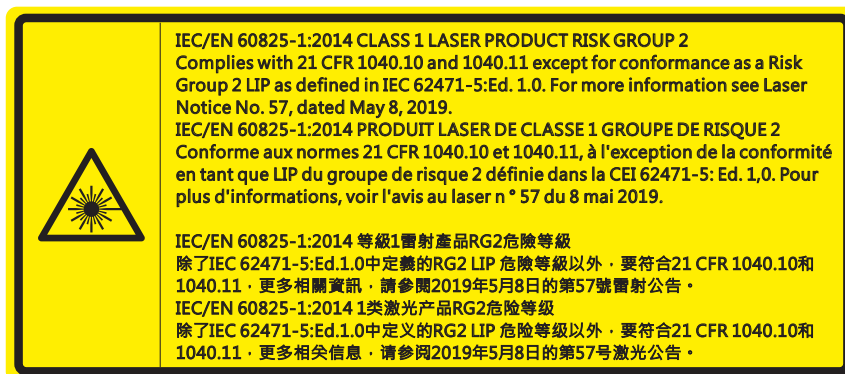 IEC/EN 60825-1:2014 CLASS 1 LASER PRODUCT RISK GROUP 2
Complies with 21 CFR 1040.10 and 1040.11 except for conformance as a Risk
Group 2 LIP as defined in IEC 62471-5:Ed. 1.0. For more information see Laser
Notice No. 57, dated May 8, 2019.
IEC/EN 60825-1:2014 PRODUIT LASER DE CLASSE 1 GROUPE DE RISQUE 2
Conforme aux normes 21 CFR 1040.10 et 1040.11, à l'exception de la conformité
en tant que LIP du groupe de risque 2 définie dans la CEI 62471-5: Ed. 1,0. Pour
plus d'informations, voir l'avis au laser n ° 57 du 8 mai 2019.
IEC/EN 60825-1:2014 等級1雷射產品RG2危險等級
除了IEC 62471-5:Ed.1.0中定義的RG2 LIP 危險等級以外，要符合21 CFR 1040.10和
1040.11，更多相關資訊，請參閱2019年5月8日的第57號雷射公告。
IEC/EN 60825-1:2014 1类激光产品RG2危险等级
除了IEC 62471-5:Ed.1.0中定义的RG2 LIP 危险等级以外，要符合21 CFR 1040.10和
1040.11，更多相关信息，请参阅2019年5月8日的第57号激光公告。